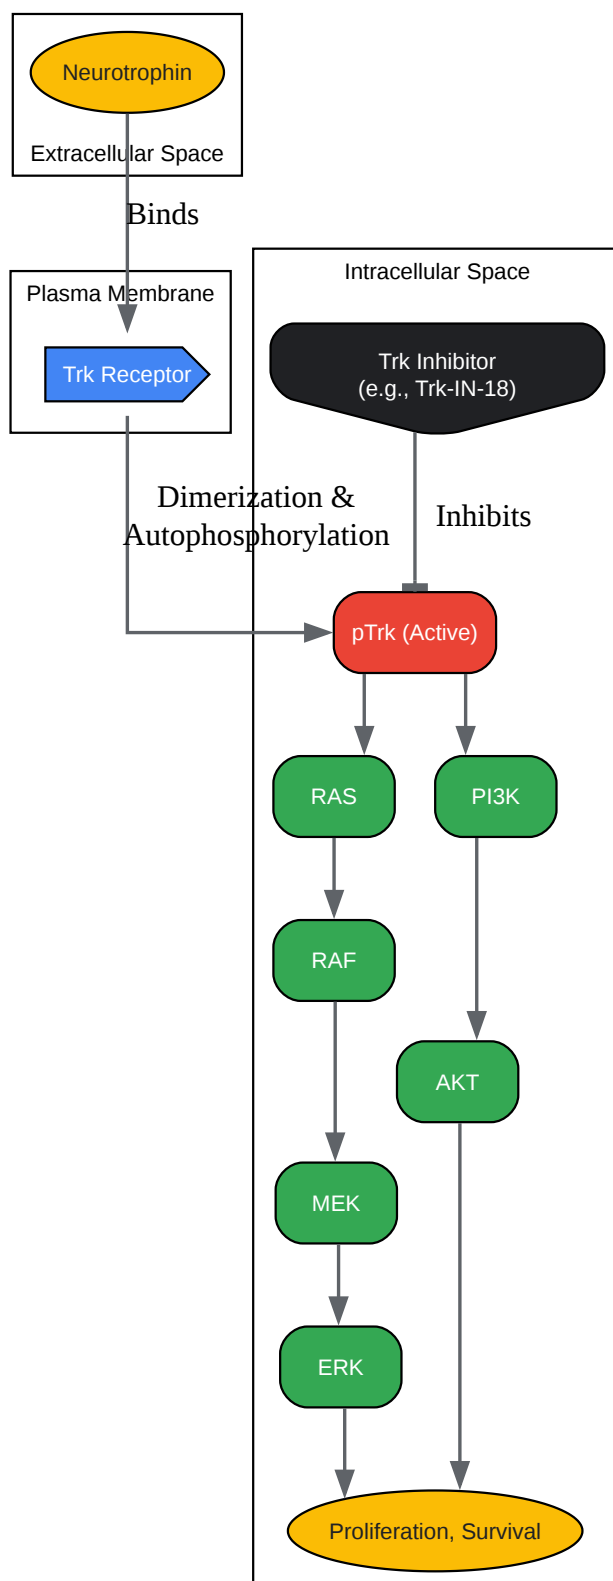 Neurotrophin
Extracellular Space
Binds
Plasma Membrane
Trk Receptor
Intracellular Space
Trk Inhibitor
(e.g., Trk-IN-18)
Dimerization &
Autophosphorylation
Inhibits
pTrk (Active)
RAS
PI3K
RAF
AKT
MEK
ERK
Proliferation, Survival